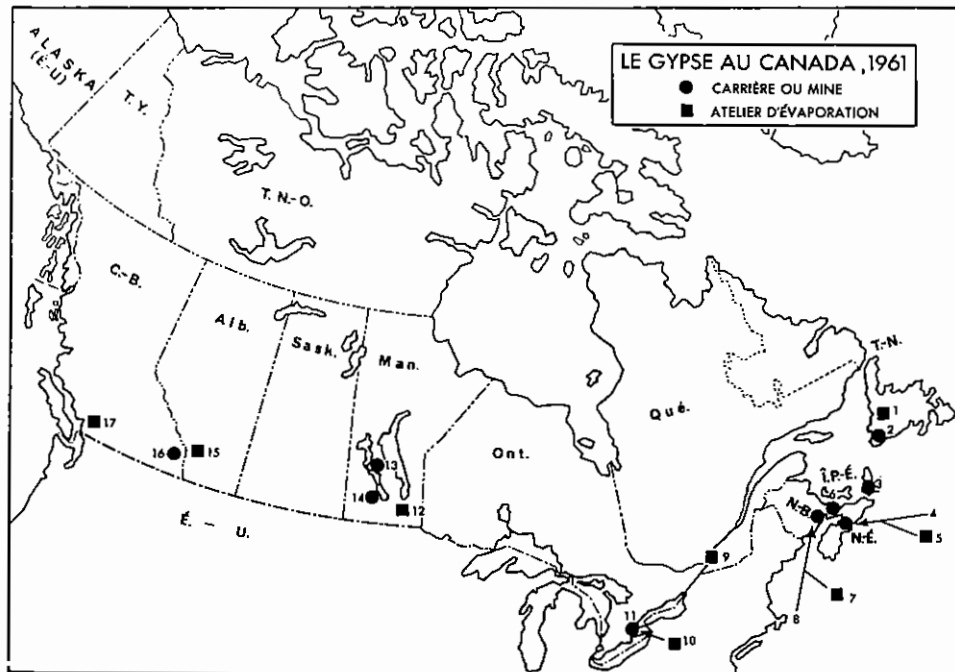 LE GYPSE AU CANADA, 1961
CARRIÈRE OU MINE
ATELIER D'ÉVAPORATION
ALASKA
(É-U)
T. Y.
T. N.-O.
C.-B.
Alb.
Sask.
Man.
Ont.
Qué.
T.-N.
1
2
17
16
15
13
14
12
É. - U.
Î.P.-É.
3
6
N.-B.
N.-É.
4
5
9
7
8
11
10